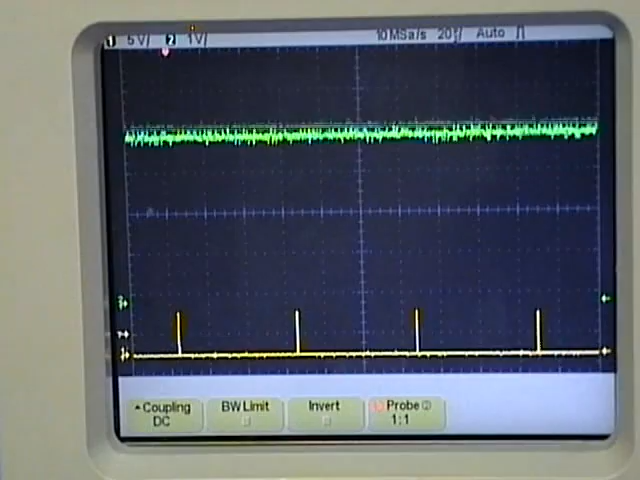 1 5V/ 2 1V/ 10MSa/s 20 Auto
Coupling BW Limit Invert 1 Probe
DC 1:1